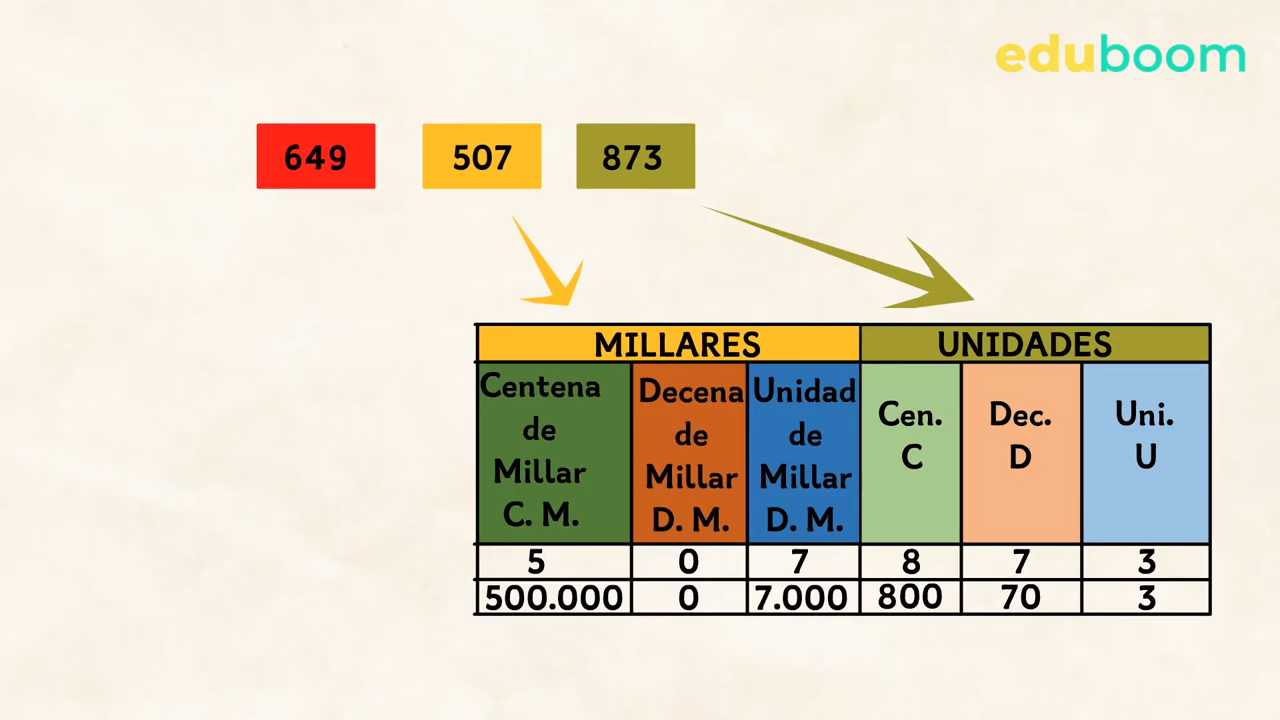 eduboom
649 507 873
MILLARES UNIDADES
Centena de Millar C. M.
Decena de Millar D. M.
Unidad de Millar D. M.
Cen. C
Dec. D
Uni. U
5 0 7 8 7 3
500.000 0 7.000 800 70 3